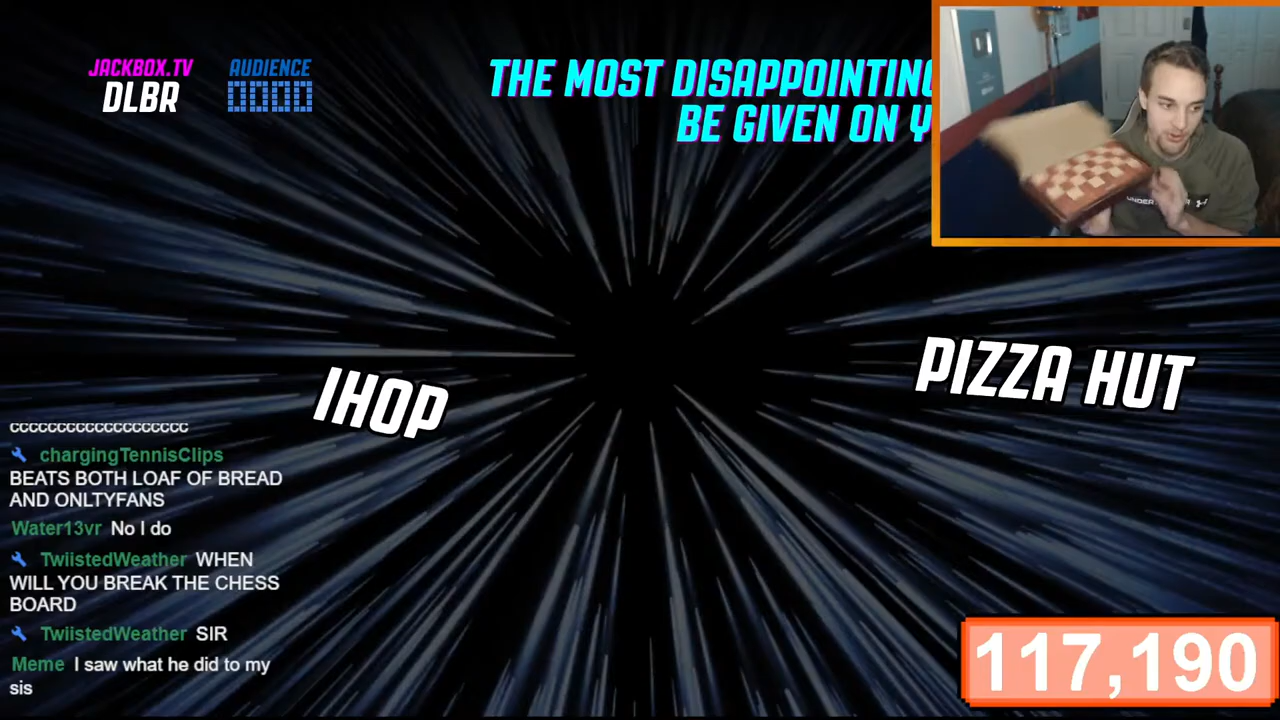 JACKBOX.TV
DLBR
AUDIENCE
THE MOST DISAPPOINTING
BE GIVEN ON Y
IHOP
PIZZA HUT
cccccccccccccccccccc
chargingTennisClips
BEATS BOTH LOAF OF BREAD
AND ONLTYFANS
Water13vr No I do
TwiistedWeather WHEN
WILL YOU BREAK THE CHESS
BOARD
TwiistedWeather SIR
Meme I saw what he did to my
sis
117,190